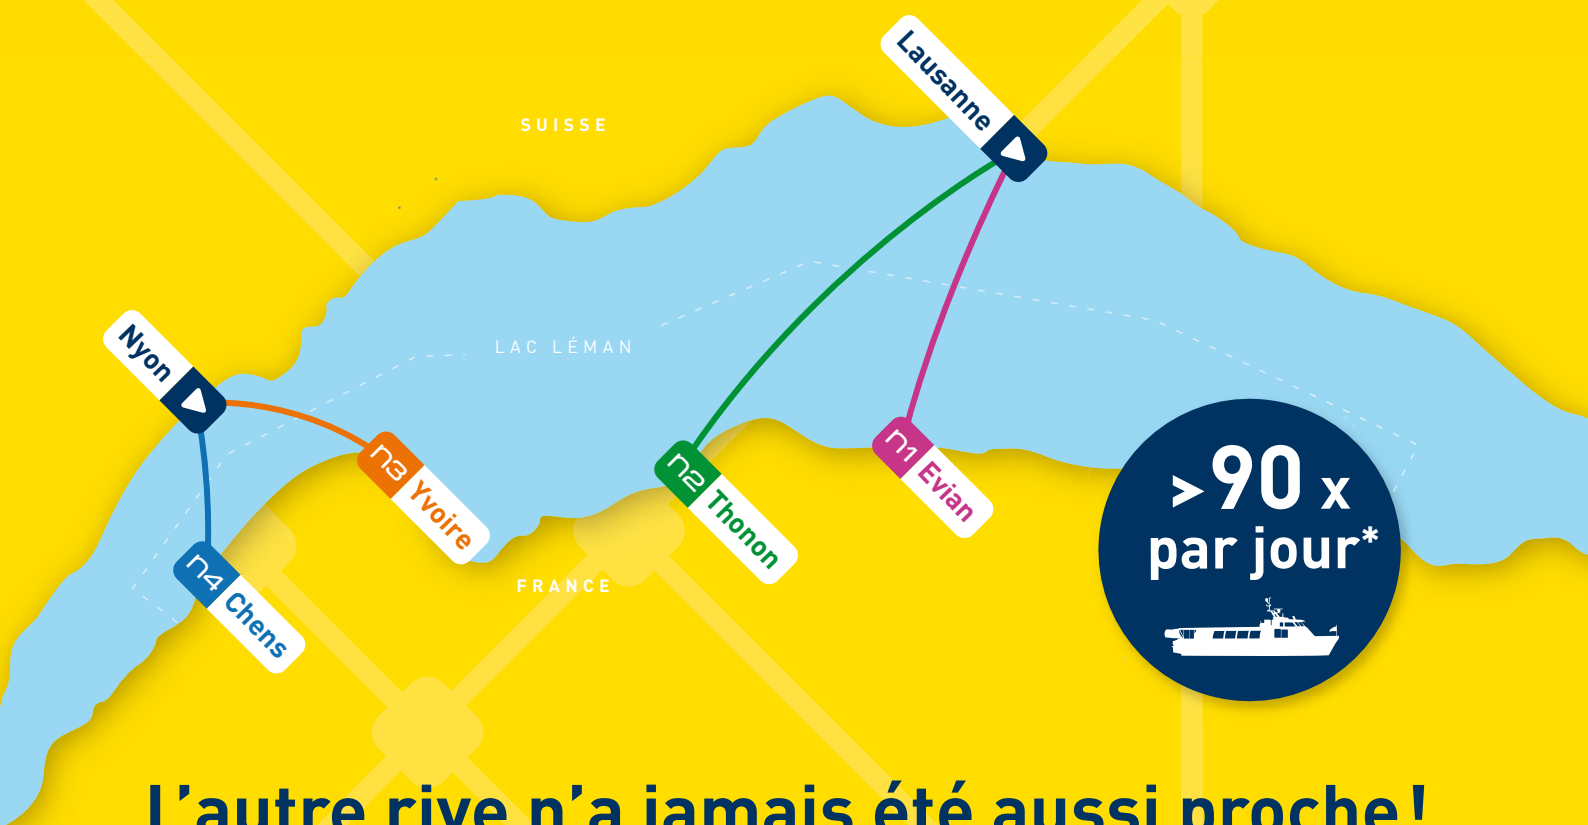 Lausanne
SUISSE
Nyon
LAC LÉMAN
n3 Yvoire
n2 Thonon
n1 Evian
n4 Chens
FRANCE
>90 x
par jour*
L'autre rive n'a jamais été aussi proche !